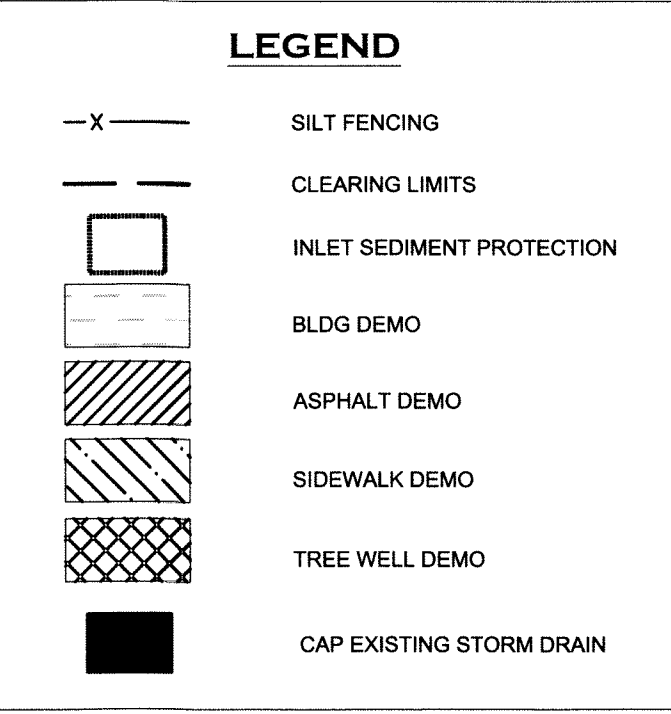 LEGEND
X
SILT FENCING
CLEARING LIMITS
INLET SEDIMENT PROTECTION
BLDG DEMO
ASPHALT DEMO
SIDEWALK DEMO
TREE WELL DEMO
CAP EXISTING STORM DRAIN